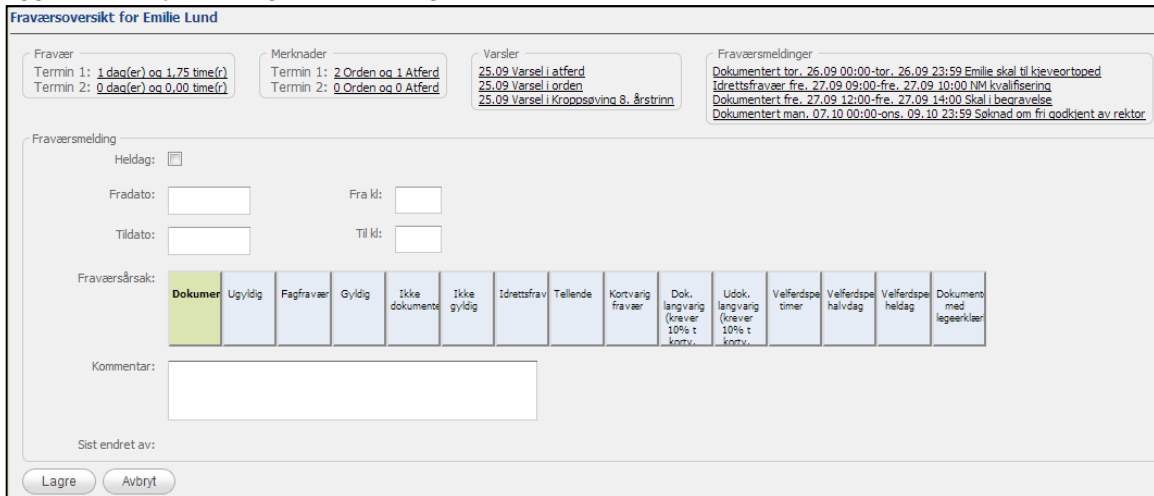 Fraværsoversikt for Emilie Lund
Fravær
Termin 1: 1 dag(er) og 1,75 time(r)
Termin 2: 0 dag(er) og 0,00 time(r)
Merknader
Termin 1: 2 Orden og 1 Atferd
Termin 2: 0 Orden og 0 Atferd
Varsler
25.09 Varsel i atferd
25.09 Varsel i orden
25.09 Varsel i Kroppsøving 8. årstrinn
Fraværsmeldinger
Dokumentert tor. 26.09 00:00-tor. 26.09 23:59 Emilie skal til kjeveortoped
Idrettsfravær fre. 27.09 09:00-fre. 27.09 10:00 NM kvalifisering
Dokumentert fre. 27.09 12:00-fre. 27.09 14:00 Skal i begravelse
Dokumentert man. 07.10 00:00-ons. 09.10 23:59 Søknad om fri godkjent av rektor
Fraværsmelding
Heldag:
Fradato:
Fra kl:
Tildato:
Til kl:
Fraværsårsak:
Dokumer
Ugyldig
Fagfravær
Gyldig
Ikke
dokumente
Ikke
gyldig
Idrettsfrav
Tellende
Kortvarig
fravær
Dok.
langvarig
(krever
10% t
kortv.
Udok.
langvarig
(krever
10% t
kortv.
Velferdspe
timer
Velferdspe
halvdag
Velferdspe
heldag
Dokument
med
legeerklær
Kommentar:
Sist endret av:
Lagre
Avbryt